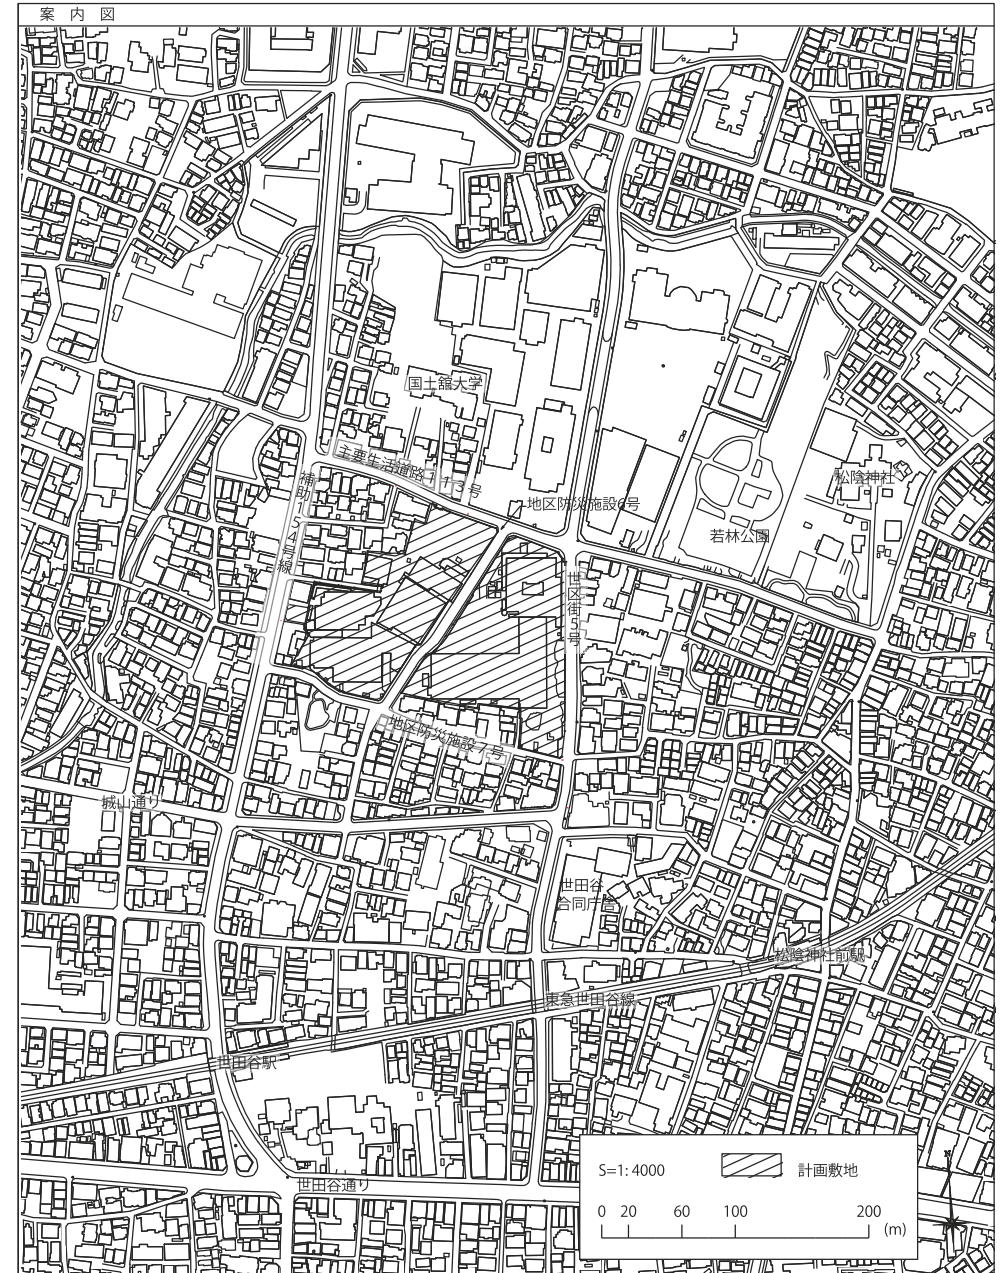 案 内 図
国士舘大学
主要生活道路113号
補助154号線
地区防災施設6号
松陰神社
若林公園
世区街5号
地区防災施設7号
城山通り
世田谷
合同庁舎
松陰神社前駅
東急世田谷線
世田谷駅
世田谷通り
N
S=1: 4000
計画敷地
0 20 60 100 200
(m)